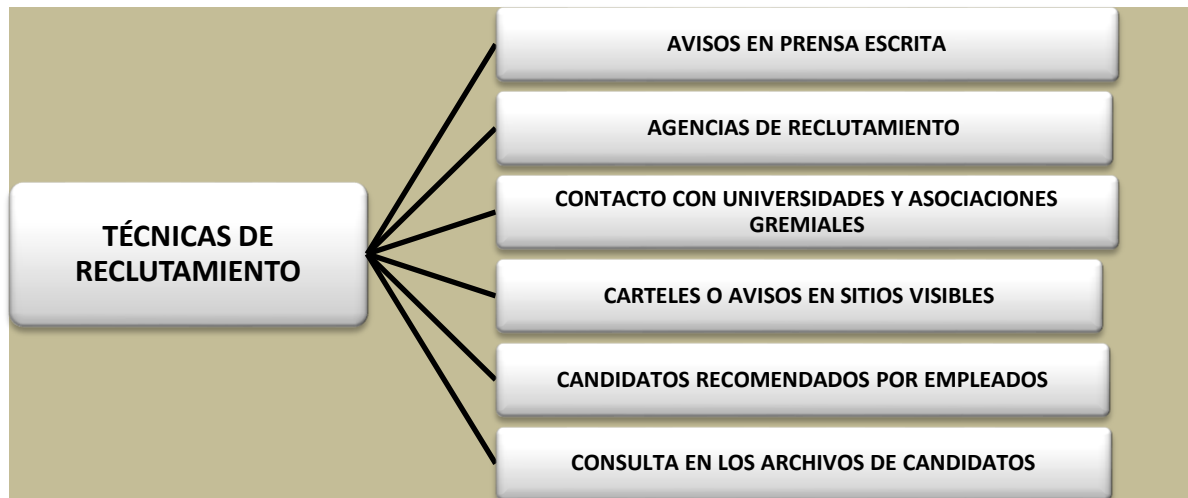 TÉCNICAS DE
RECLUTAMIENTO
AVISOS EN PRENSA ESCRITA
AGENCIAS DE RECLUTAMIENTO
CONTACTO CON UNIVERSIDADES Y ASOCIACIONES
GREMIALES
CARTELES O AVISOS EN SITIOS VISIBLES
CANDIDATOS RECOMENDADOS POR EMPLEADOS
CONSULTA EN LOS ARCHIVOS DE CANDIDATOS